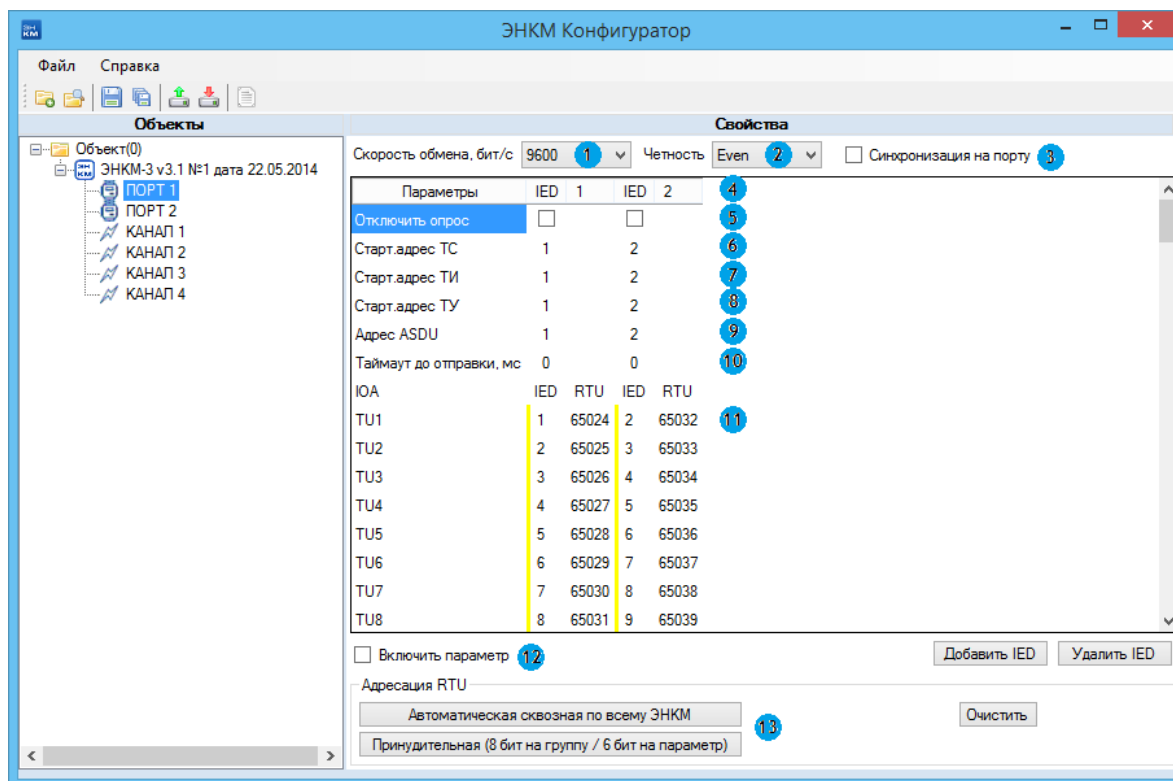 ЭНКМ Конфигуратор
Файл Справка
Объекты
Объект(0)
ЭНКМ-3 v3.1 №1 дата 22.05.2014
ПОРТ 1
ПОРТ 2
КАНАЛ 1
КАНАЛ 2
КАНАЛ 3
КАНАЛ 4
Свойства
Скорость обмена, бит/с 9600 1 Четность Even 2 Синхронизация на порту 3
Параметры IED 1 IED 2 4
Отключить опрос 5
Старт.адрес ТС 1 2 6
Старт.адрес ТИ 1 2 7
Старт.адрес ТУ 1 2 8
Адрес ASDU 1 2 9
Таймаут до отправки, мс 0 0 10
IOA IED RTU IED RTU
TU1 1 65024 2 65032 11
TU2 2 65025 3 65033
TU3 3 65026 4 65034
TU4 4 65027 5 65035
TU5 5 65028 6 65036
TU6 6 65029 7 65037
TU7 7 65030 8 65038
TU8 8 65031 9 65039
Включить параметр 12 Добавить IED Удалить IED
Адресация RTU
Автоматическая сквозная по всему ЭНКМ 13 Очистить
Принудительная (8 бит на группу / 6 бит на параметр)